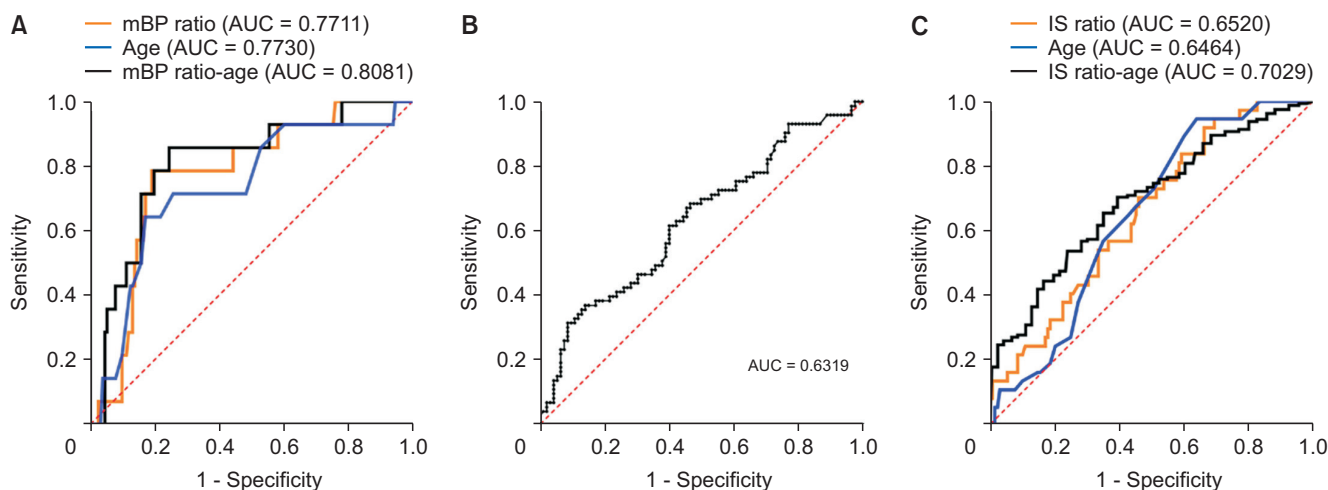 A
mBP ratio (AUC = 0.7711)
Age (AUC = 0.7730)
mBP ratio-age (AUC = 0.8081)
1.0
0.8
0.6
0.4
0.2
0
0.2
0.4
0.6
0.8
1.0
Sensitivity
1 - Specificity
B
1.0
0.8
0.6
0.4
0.2
0
0.2
0.4
0.6
0.8
1.0
Sensitivity
1 - Specificity
AUC = 0.6319
C
IS ratio (AUC = 0.6520)
Age (AUC = 0.6464)
IS ratio-age (AUC = 0.7029)
1.0
0.8
0.6
0.4
0.2
0
0.2
0.4
0.6
0.8
1.0
Sensitivity
1 - Specificity